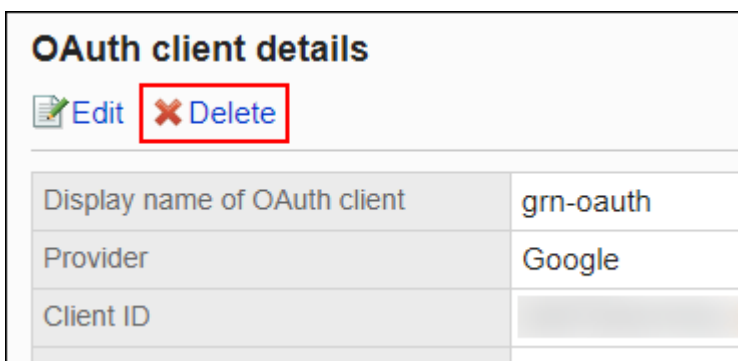 OAuth client details
Edit Delete
Display name of OAuth client grn-oauth
Provider Google
Client ID